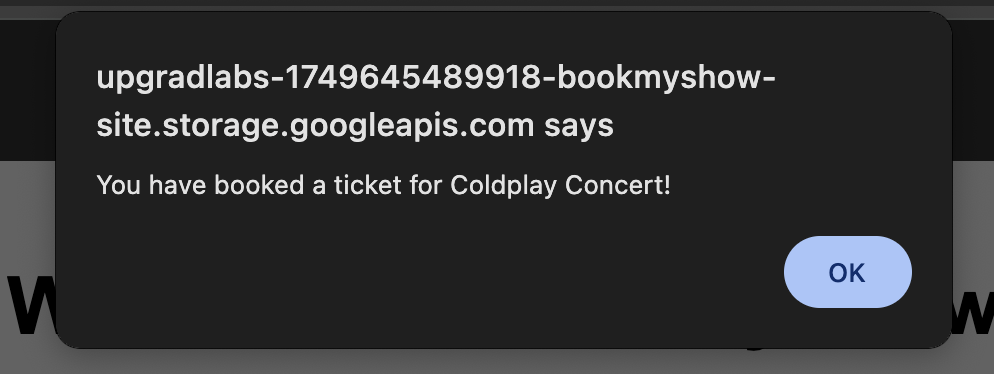 upgradlabs-1749645489918-bookmyshow-
site.storage.googleapis.com says
You have booked a ticket for Coldplay Concert!
OK